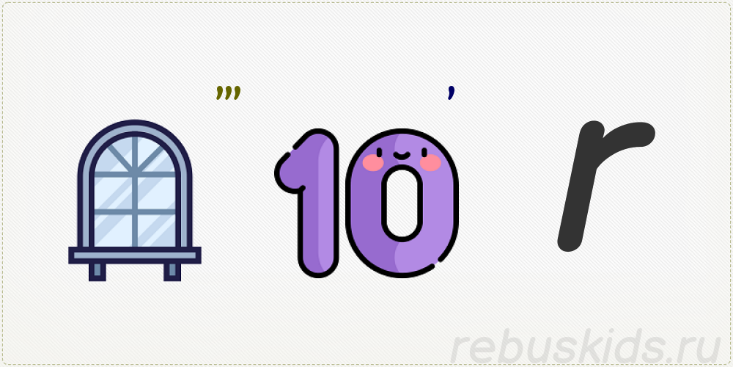 ,,, ,
10 r
rebuskids.ru